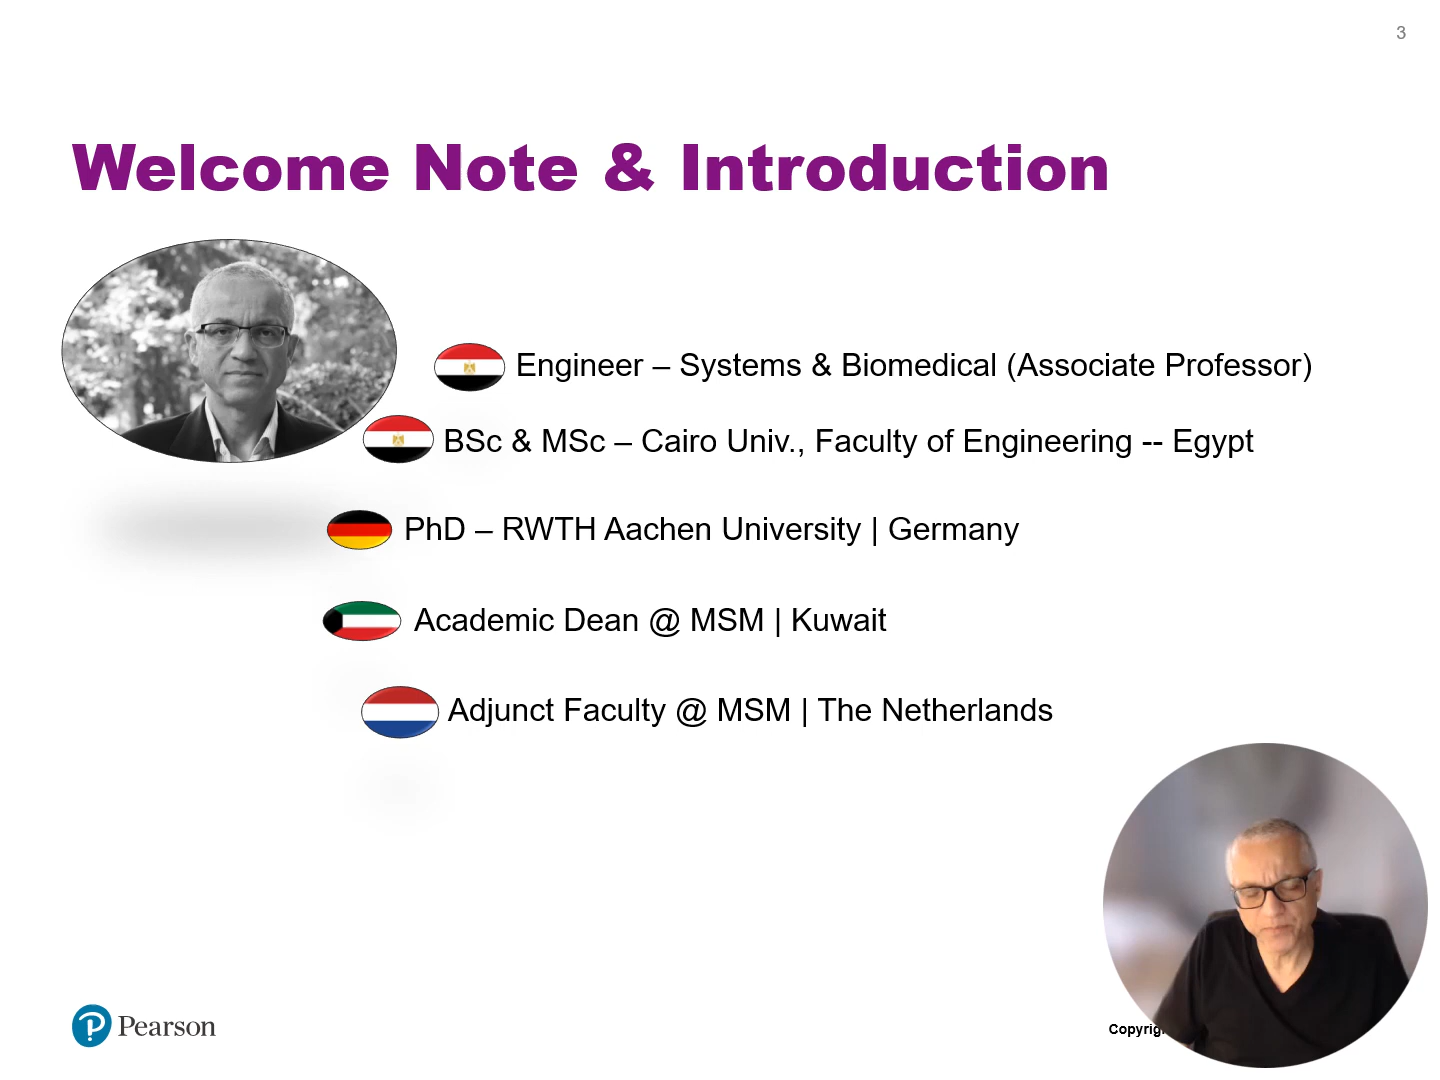 3
Welcome Note & Introduction
Engineer – Systems & Biomedical (Associate Professor)
BSc & MSc – Cairo Univ., Faculty of Engineering -- Egypt
PhD – RWTH Aachen University | Germany
Academic Dean @ MSM | Kuwait
Adjunct Faculty @ MSM | The Netherlands
Pearson